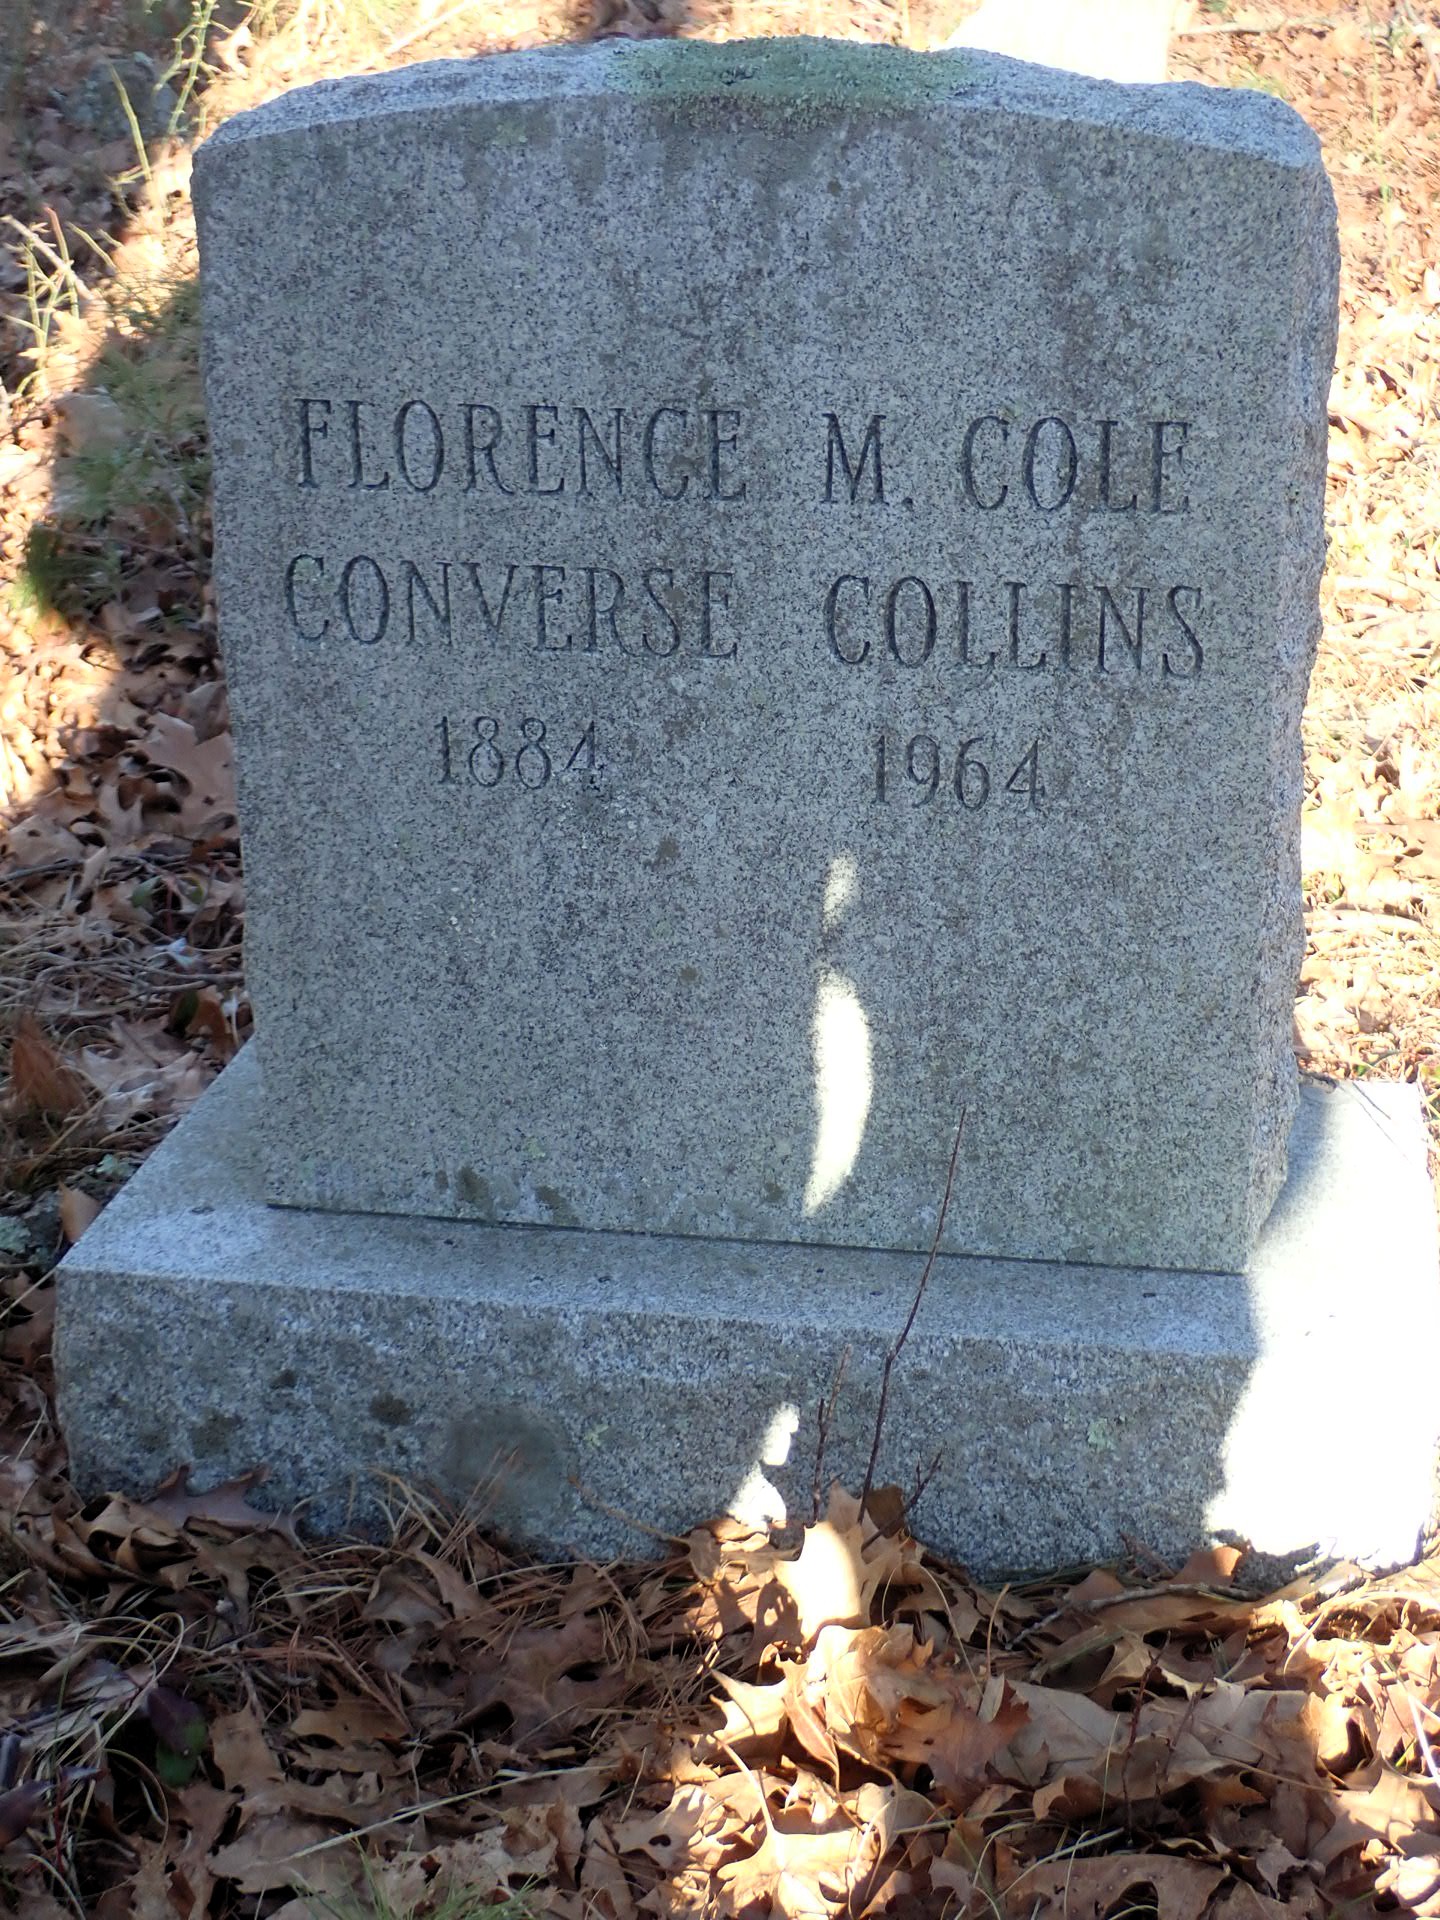 FLORENCE M. COLE
CONVERSE COLLINS
1884 1964